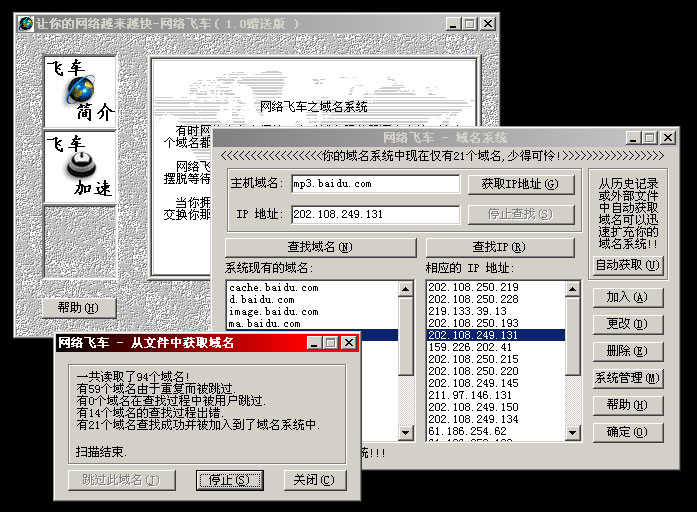 让你的网络越来越快-网络飞车(1.0赠送版 )
飞车
简介
飞车
加速
帮助(H)
网络飞车之域名系统
有时网
个域名都
网络飞
摆脱等待
当你拥
交换你那
网络飞车 - 域名系统
<<<<<<<<<<<<<<<<你的域名系统中现在仅有21个域名,少得可怜!>>>>>>>>>>>>>>>>
主机域名: mp3.baidu.com 获取IP地址(G)
IP 地址: 202.108.249.131 停止查找(S)
查找域名(N) 查找IP(R)
从历史记录
或外部文件
中自动获取
域名可以迅
速扩充你的
域名系统!!
自动获取(U)
系统现有的域名:
cache.baidu.com
d.baidu.com
image.baidu.com
ma.baidu.com
相应的 IP 地址:
202.108.250.219
202.108.250.228
219.133.39.13
202.108.250.193
202.108.249.131
159.226.202.41
202.108.250.215
202.108.250.220
202.108.249.145
211.97.146.131
202.108.249.150
202.108.249.134
61.186.254.62
加入(A)
更改(D)
删除(E)
系统管理(M)
帮助(H)
确定(O)
统!!!
网络飞车 - 从文件中获取域名
一共读取了94个域名!
有59个域名由于重复而被跳过.
有0个域名在查找过程中被用户跳过.
有14个域名的查找过程出错.
有21个域名查找成功并被加入到了域名系统中.
扫描结束.
跳过此域名(T) 停止(S) 关闭(C)